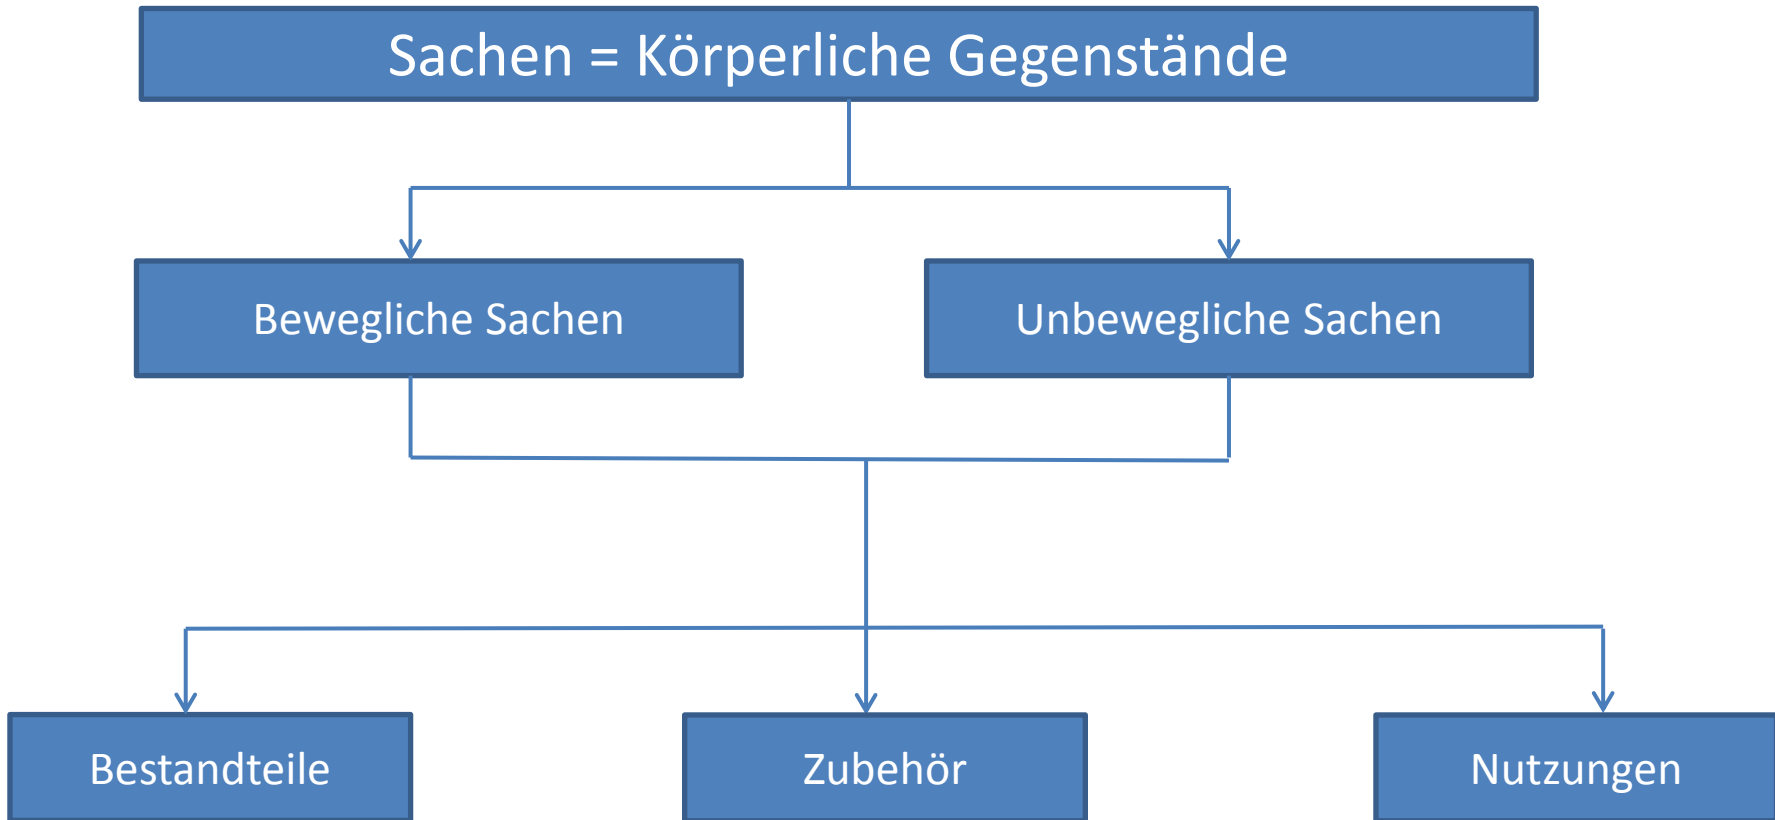 Sachen = Körperliche Gegenstände
Bewegliche Sachen
Unbewegliche Sachen
Bestandteile
Zubehör
Nutzungen